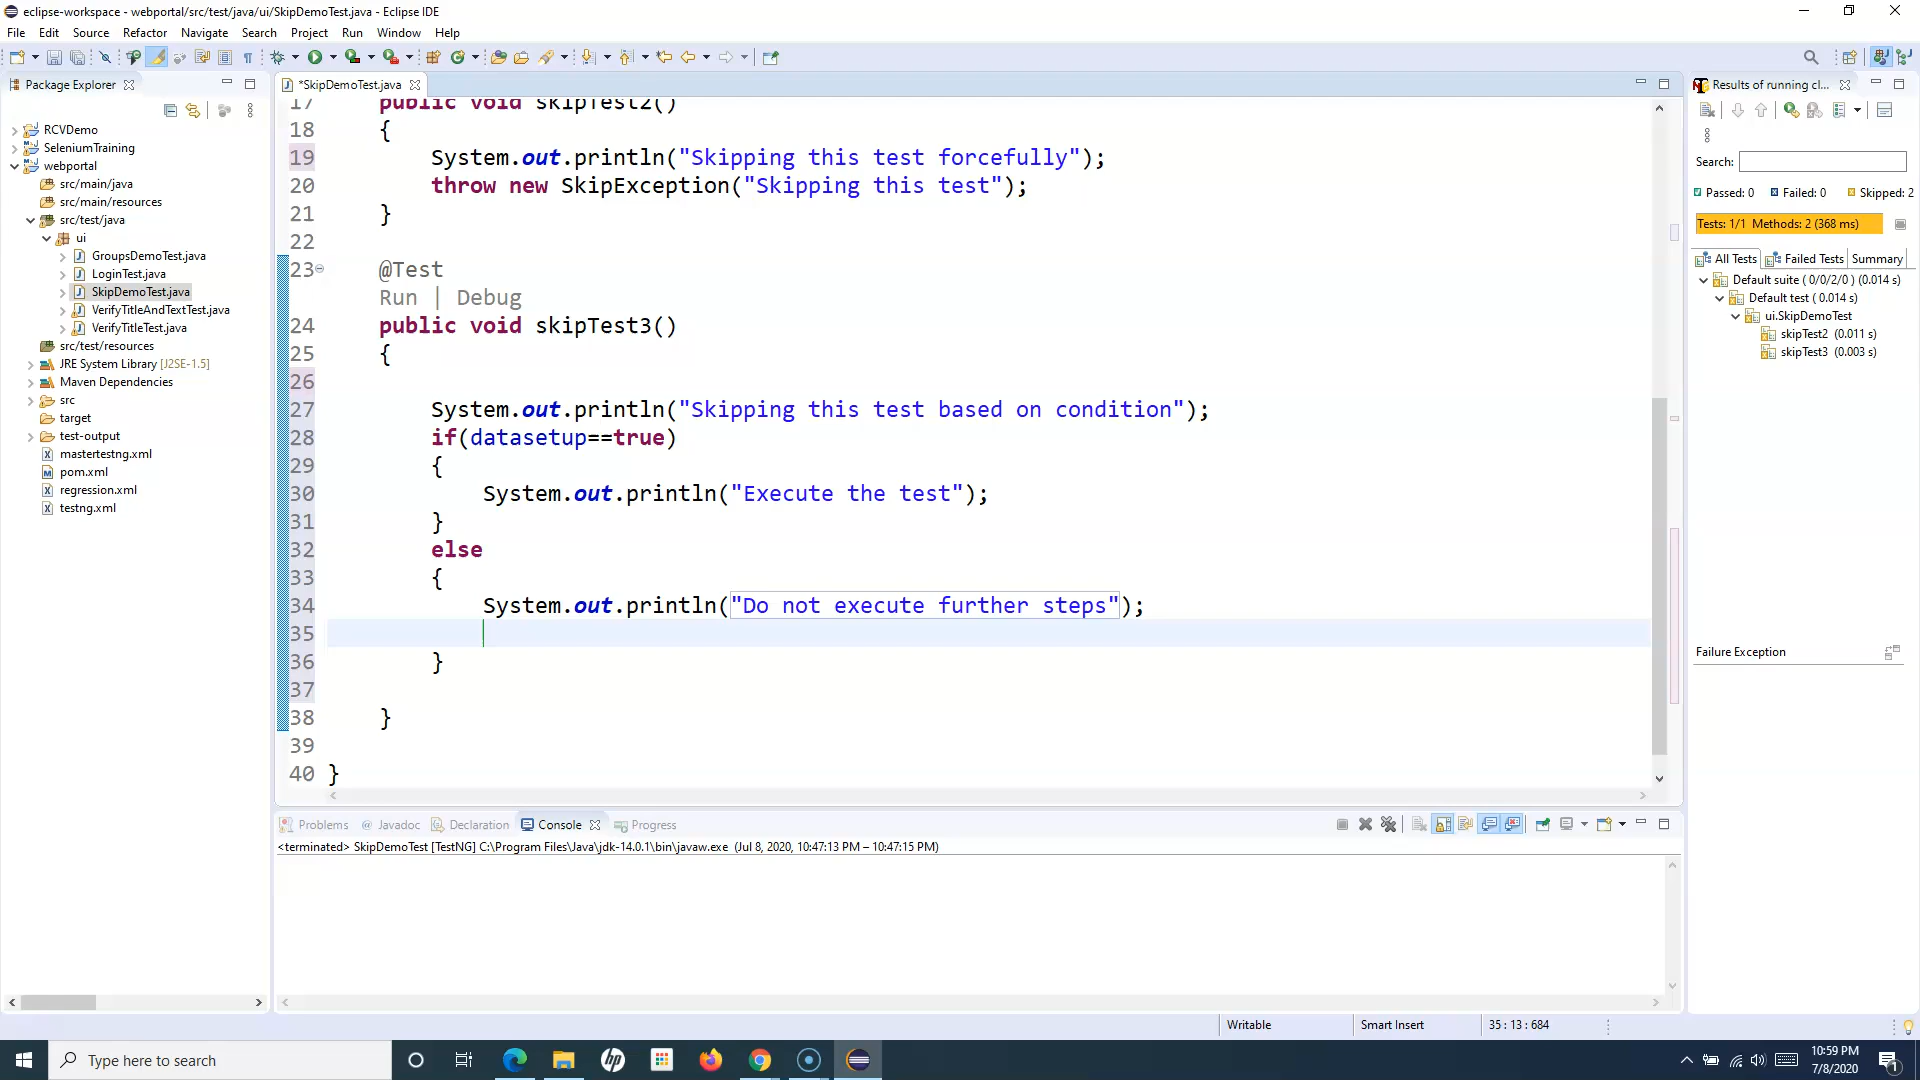 eclipse-workspace - webportal/src/test/java/ui/SkipDemoTest.java - Eclipse IDE
File Edit Source Refactor Navigate Search Project Run Window Help
Package Explorer
*SkipDemoTest.java
Results of running cl...
RCVDemo
SeleniumTraining
webportal
src/main/java
src/main/resources
src/test/java
ui
GroupsDemoTest.java
LoginTest.java
SkipDemoTest.java
VerifyTitleAndTextTest.java
VerifyTitleTest.java
src/test/resources
JRE System Library [J2SE-1.5]
Maven Dependencies
src
target
test-output
mastertestng.xml
pom.xml
regression.xml
testng.xml
17 public void skipTest2()
18 {
19 System.out.println("Skipping this test forcefully");
20 throw new SkipException("Skipping this test");
21 }
22
23 @Test
Run | Debug
24 public void skipTest3()
25 {
26
27 System.out.println("Skipping this test based on condition");
28 if(datasetup==true)
29 {
30 System.out.println("Execute the test");
31 }
32 else
33 {
34 System.out.println("Do not execute further steps");
35
36 }
37
38 }
39
40 }
Search:
Passed: 0 Failed: 0 Skipped: 2
Tests: 1/1 Methods: 2 (368 ms)
All Tests Failed Tests Summary
Default suite ( 0/0/2/0 ) (0.014 s)
Default test ( 0.014 s)
ui.SkipDemoTest
skipTest2 (0.011 s)
skipTest3 (0.003 s)
Failure Exception
Problems Javadoc Declaration Console Progress
<terminated> SkipDemoTest [TestNG] C:\Program Files\Java\jdk-14.0.1\bin\javaw.exe (Jul 8, 2020, 10:47:13 PM – 10:47:15 PM)
Writable Smart Insert 35 : 13 : 684
Type here to search
hp
10:59 PM
7/8/2020
1